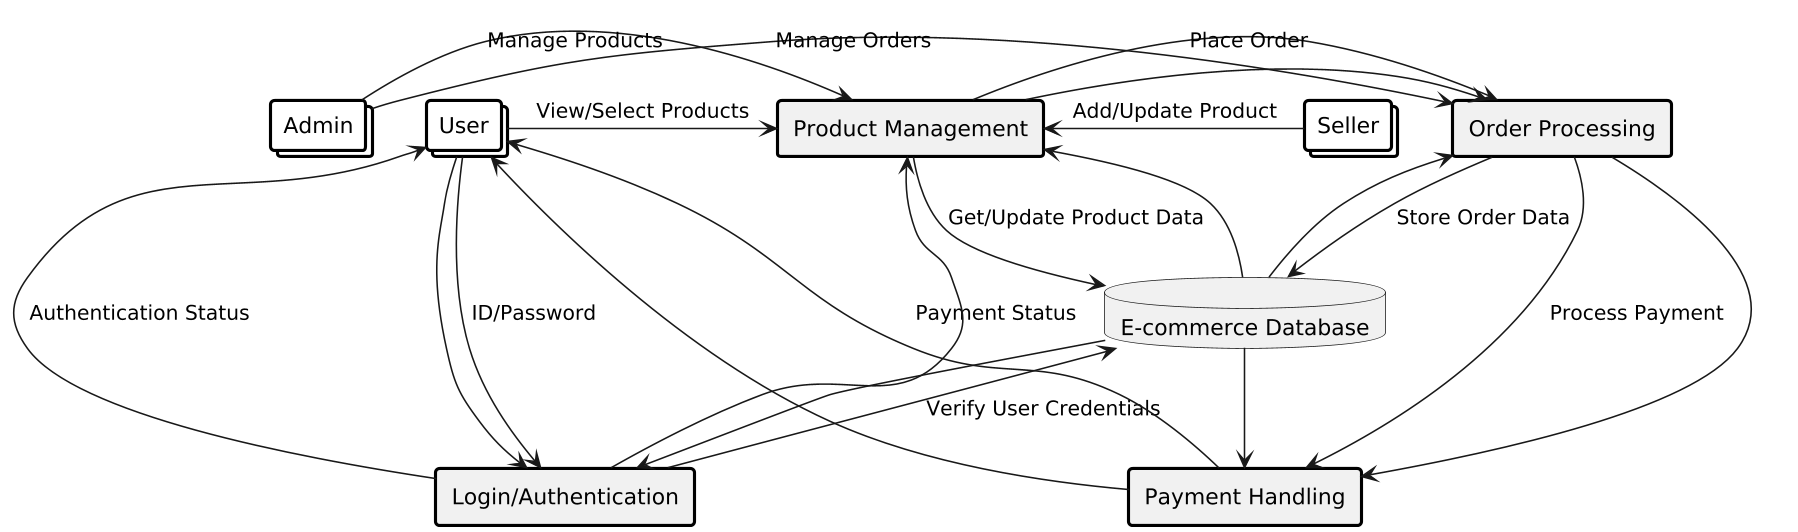 Manage Products
Manage Orders
Place Order
Admin
User
View/Select Products
Product Management
Add/Update Product
Seller
Order Processing
Get/Update Product Data
Store Order Data
Authentication Status
ID/Password
Payment Status
E-commerce Database
Process Payment
Verify User Credentials
Login/Authentication
Payment Handling